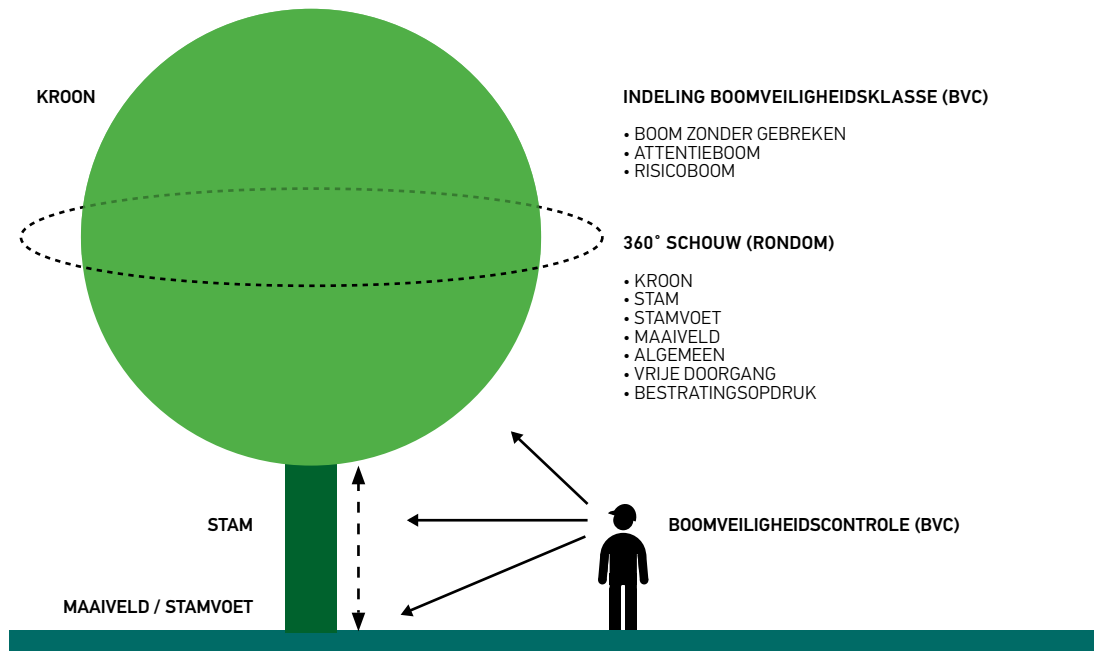 KROON
INDELING BOOMVEILIGHEIDSKLASSE (BVC)
• BOOM ZONDER GEBREKEN
• ATTENTIEBOOM
• RISICOBOOM
360° SCHOUW (RONDOM)
• KROON
• STAM
• STAMVOET
• MAAIVELD
• ALGEMEEN
• VRIJE DOORGANG
• BESTRATINGSOPDRUK
STAM
BOOMVEILIGHEIDSCONTROLE (BVC)
MAAIVELD / STAMVOET